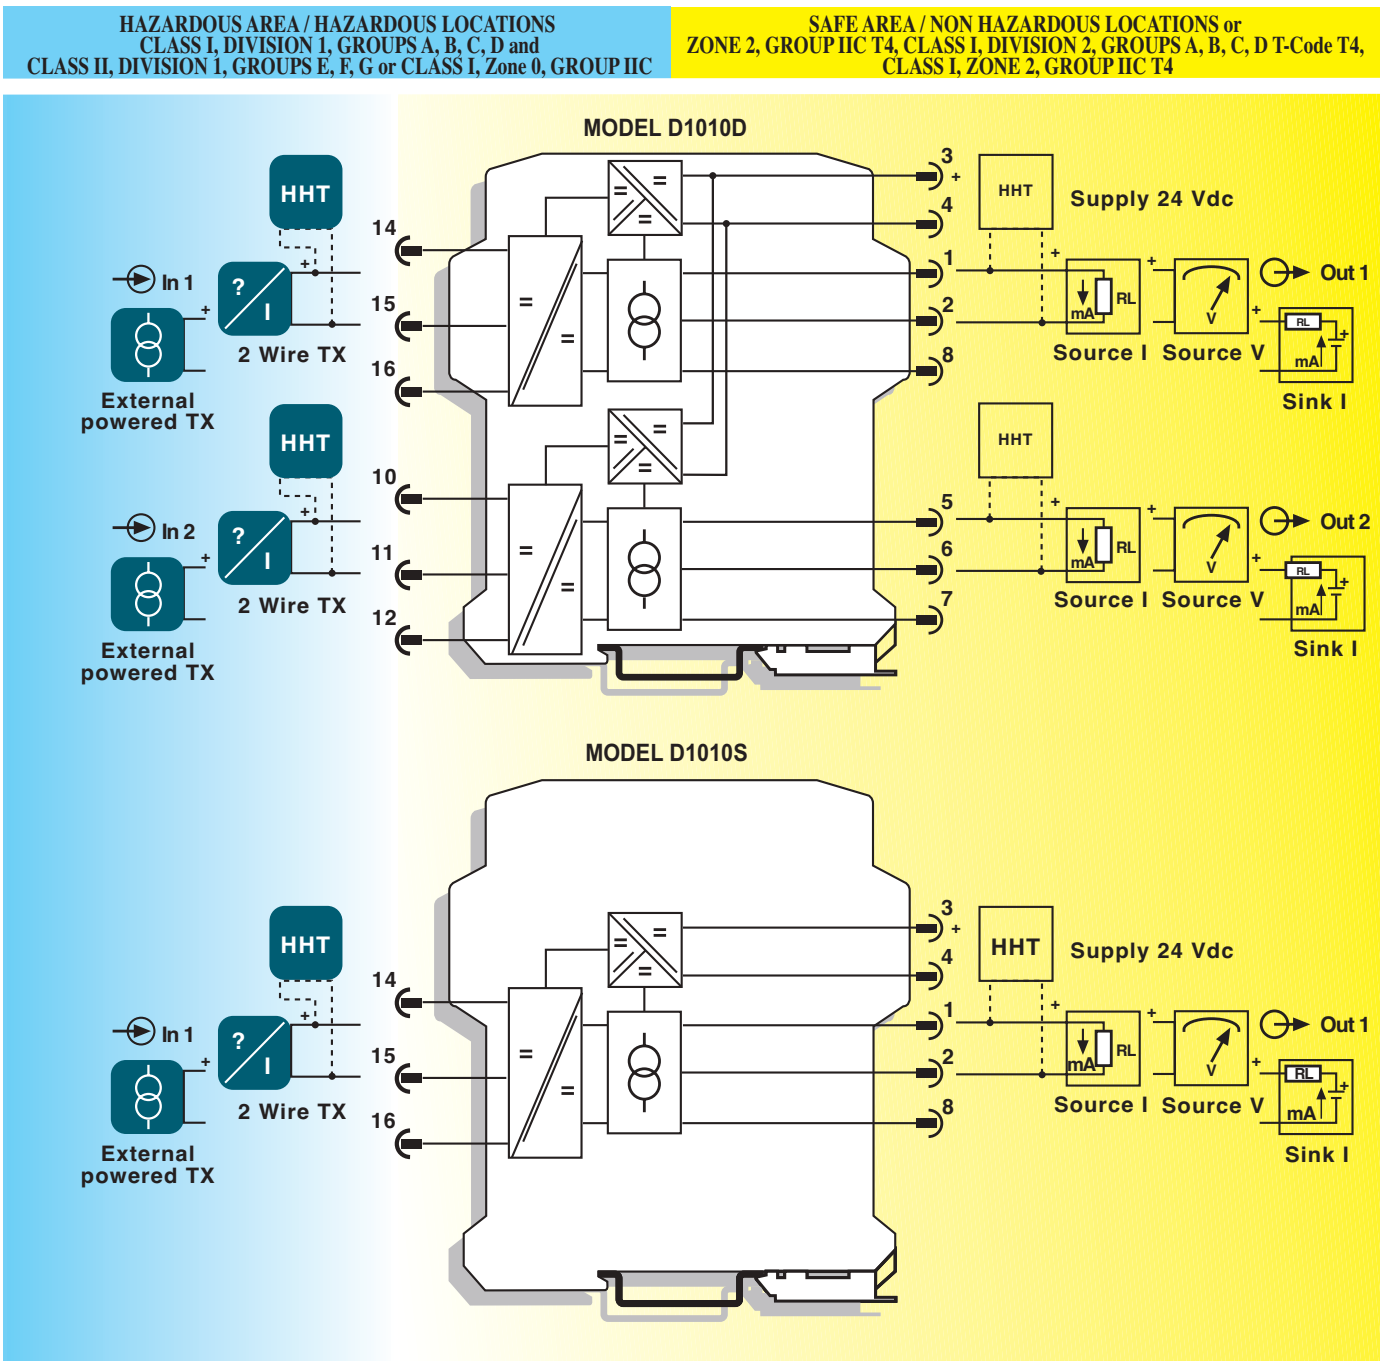 HAZARDOUS AREA / HAZARDOUS LOCATIONS
CLASS I, DIVISION 1, GROUPS A, B, C, D and
CLASS II, DIVISION 1, GROUPS E, F, G or CLASS I, Zone 0, GROUP IIC
SAFE AREA / NON HAZARDOUS LOCATIONS or
ZONE 2, GROUP IIC T4, CLASS I, DIVISION 2, GROUPS A, B, C, D T-Code T4,
CLASS I, ZONE 2, GROUP IIC T4
MODEL D1010D
HHT
14
+
In 1
?
I
+
15
2 Wire TX
16
External
powered TX
=
=
=
=
=
3
+
4
1
2
8
HHT
Supply 24 Vdc
+
mA
RL
Source I
+
V
Source V
Out 1
+
RL
+
mA
Sink I
HHT
10
+
In 2
?
I
+
11
2 Wire TX
12
External
powered TX
=
=
=
=
=
5
6
7
HHT
+
mA
RL
Source I
+
V
Source V
Out 2
+
RL
+
mA
Sink I
MODEL D1010S
HHT
14
+
In 1
?
I
+
15
2 Wire TX
16
External
powered TX
=
=
=
=
=
3
+
4
1
2
8
HHT
Supply 24 Vdc
+
mA
RL
Source I
+
V
Source V
Out 1
+
RL
+
mA
Sink I